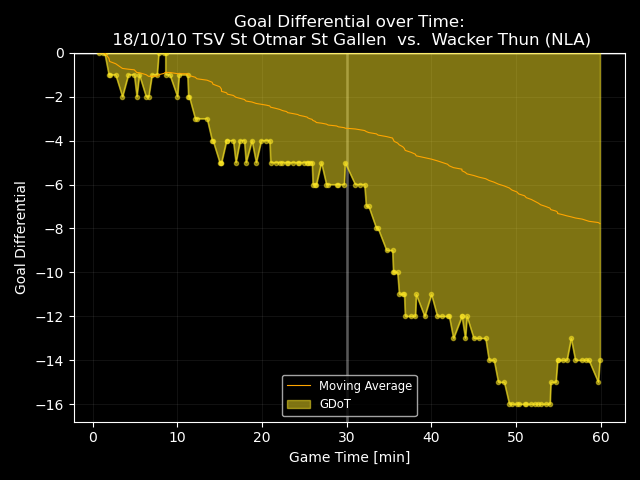 Goal Differential over Time:
18/10/10 TSV St Otmar St Gallen  vs.  Wacker Thun (NLA)
Goal Differential
0
−2
−4
−6
−8
−10
−12
−14
−16
Moving Average
GDoT
0 10 20 30 40 50 60
Game Time [min]